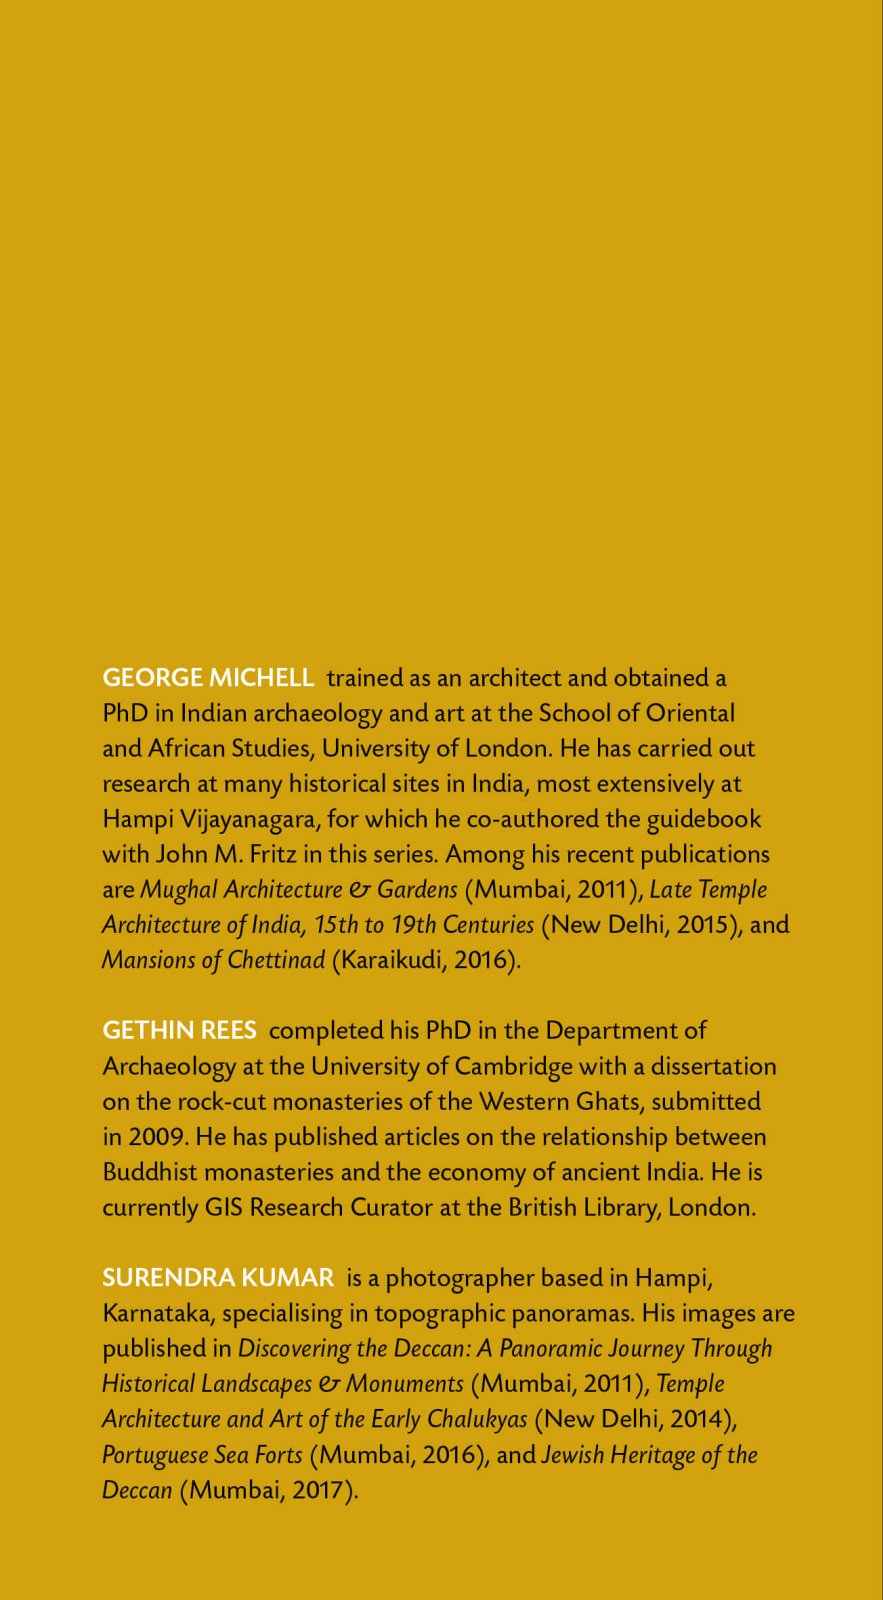 GEORGE MICHELL trained as an architect and obtained a
PhD in Indian archaeology and art at the School of Oriental
and African Studies, University of London. He has carried out
research at many historical sites in India, most extensively at
Hampi Vijayanagara, for which he co-authored the guidebook
with John M. Fritz in this series. Among his recent publications
are Mughal Architecture & Gardens (Mumbai, 2011), Late Temple
Architecture of India, 15th to 19th Centuries (New Delhi, 2015), and
Mansions of Chettinad (Karaikudi, 2016).
GETHIN REES completed his PhD in the Department of
Archaeology at the University of Cambridge with a dissertation
on the rock-cut monasteries of the Western Ghats, submitted
in 2009. He has published articles on the relationship between
Buddhist monasteries and the economy of ancient India. He is
currently GIS Research Curator at the British Library, London.
SURENDRA KUMAR is a photographer based in Hampi,
Karnataka, specialising in topographic panoramas. His images are
published in Discovering the Deccan: A Panoramic Journey Through
Historical Landscapes & Monuments (Mumbai, 2011), Temple
Architecture and Art of the Early Chalukyas (New Delhi, 2014),
Portuguese Sea Forts (Mumbai, 2016), and Jewish Heritage of the
Deccan (Mumbai, 2017).